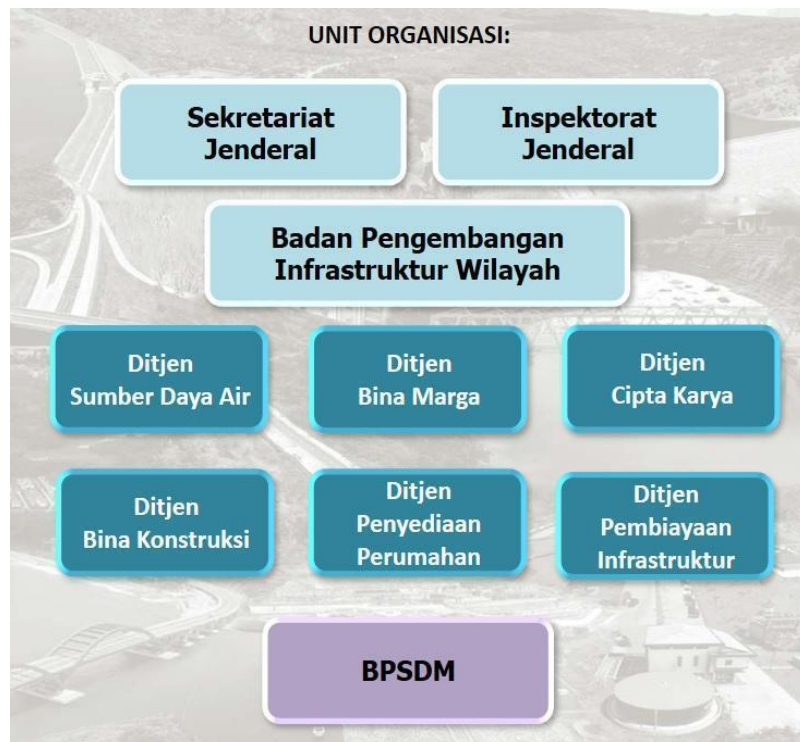 UNIT ORGANISASI:
Sekretariat
Jenderal
Inspektorat
Jenderal
Badan Pengembangan
Infrastruktur Wilayah
Ditjen
Sumber Daya Air
Ditjen
Bina Marga
Ditjen
Cipta Karya
Ditjen
Bina Konstruksi
Ditjen
Penyediaan
Perumahan
Ditjen
Pembiayaan
Infrastruktur
BPSDM